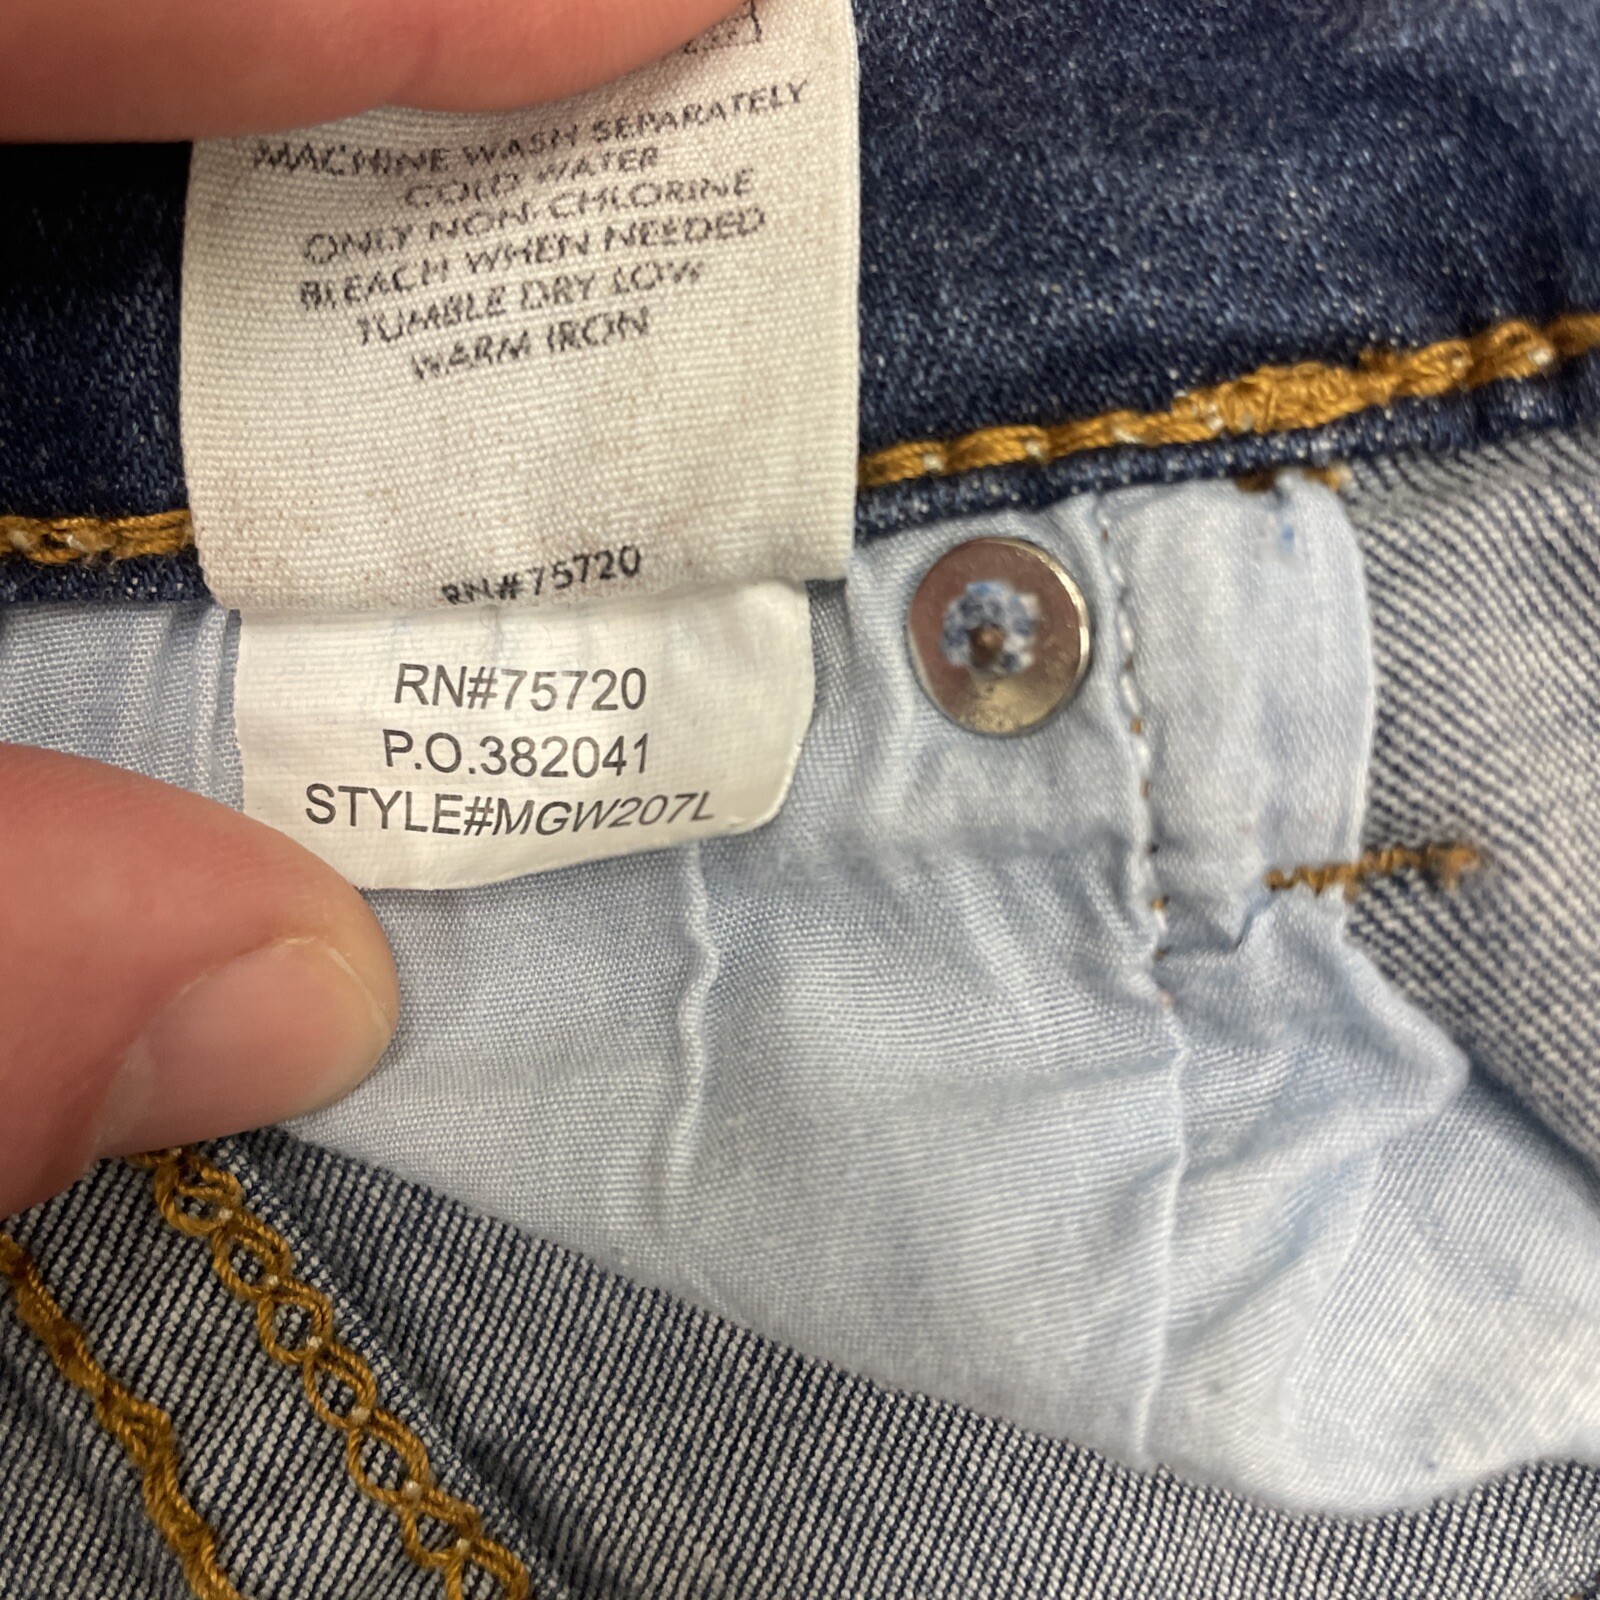 MACHINE WASH SEPARATELY
COLD WATER
ONLY NON-CHLORINE
BLEACH WHEN NEEDED
TUMBLE DRY LOW
WARM IRON
RN#75720
RN#75720
P.O.382041
STYLE#MGW207L